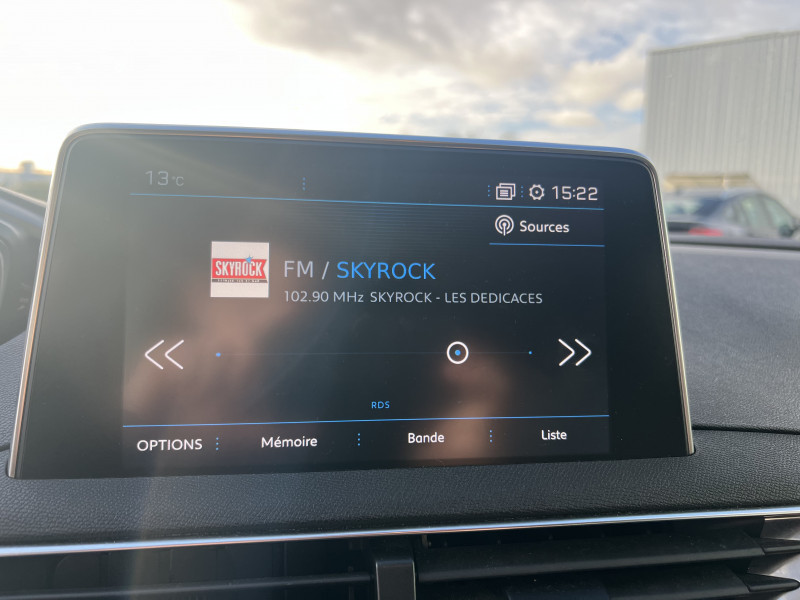 13°C
15:22
Sources
SKYROCK
FM / SKYROCK
102.90 MHz SKYROCK - LES DEDICACES
RDS
OPTIONS
Mémoire
Bande
Liste